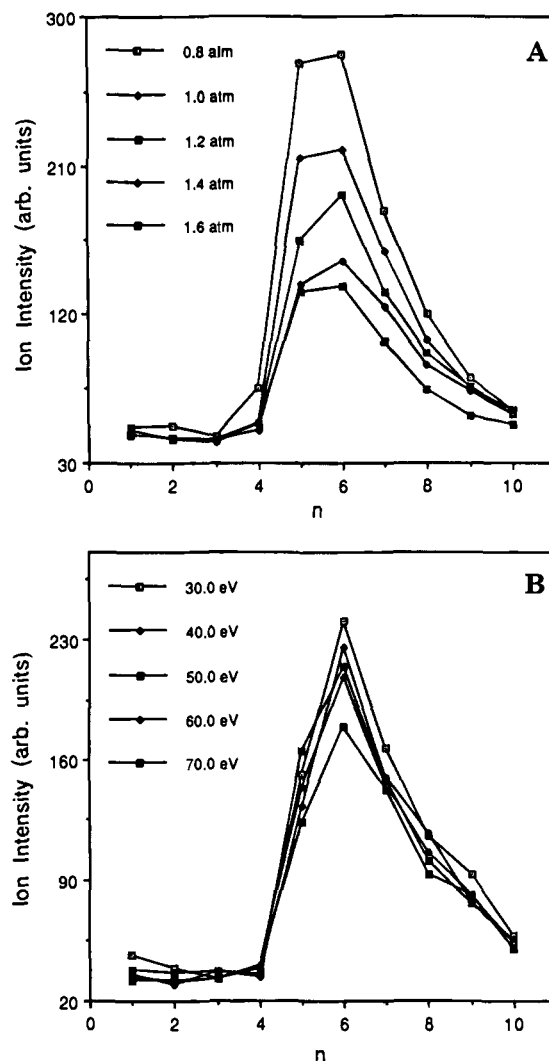 A
300
210
120
30
Ion Intensity (arb. units)
0.8 atm
1.0 atm
1.2 atm
1.4 atm
1.6 atm
0 2 4 6 8 10
n
B
230
160
90
20
Ion Intensity (arb. units)
30.0 eV
40.0 eV
50.0 eV
60.0 eV
70.0 eV
0 2 4 6 8 10
n